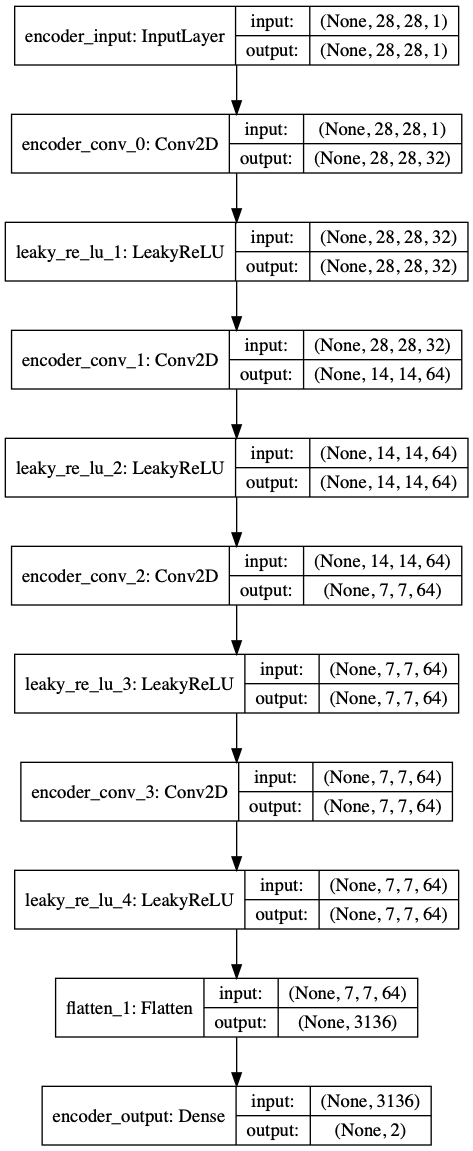 encoder_input: InputLayer input: (None, 28, 28, 1)
output: (None, 28, 28, 1)
encoder_conv_0: Conv2D input: (None, 28, 28, 1)
output: (None, 28, 28, 32)
leaky_re_lu_1: LeakyReLU input: (None, 28, 28, 32)
output: (None, 28, 28, 32)
encoder_conv_1: Conv2D input: (None, 28, 28, 32)
output: (None, 14, 14, 64)
leaky_re_lu_2: LeakyReLU input: (None, 14, 14, 64)
output: (None, 14, 14, 64)
encoder_conv_2: Conv2D input: (None, 14, 14, 64)
output: (None, 7, 7, 64)
leaky_re_lu_3: LeakyReLU input: (None, 7, 7, 64)
output: (None, 7, 7, 64)
encoder_conv_3: Conv2D input: (None, 7, 7, 64)
output: (None, 7, 7, 64)
leaky_re_lu_4: LeakyReLU input: (None, 7, 7, 64)
output: (None, 7, 7, 64)
flatten_1: Flatten input: (None, 7, 7, 64)
output: (None, 3136)
encoder_output: Dense input: (None, 3136)
output: (None, 2)